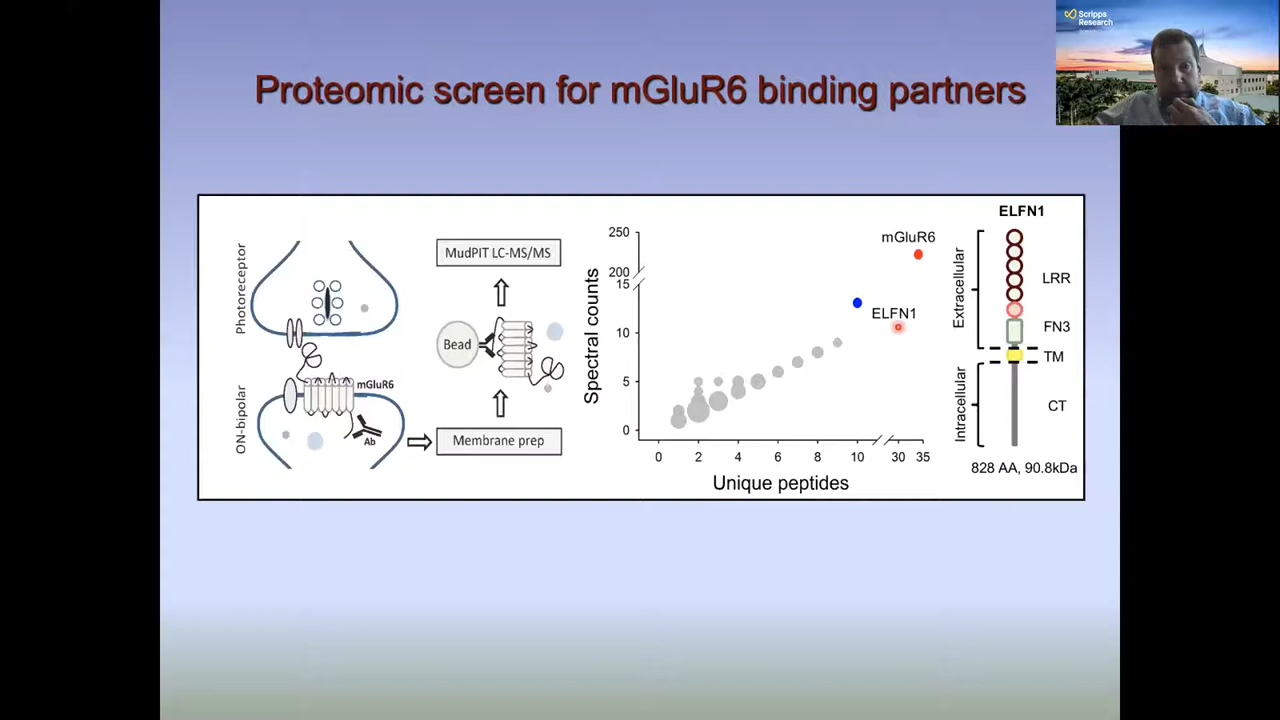 Scripps
Research
Proteomic screen for mGluR6 binding partners
Photoreceptor
ON-bipolar
mGluR6
Ab
MudPIT LC-MS/MS
Bead
Membrane prep
Spectral counts
250
200
15
10
5
0
mGluR6
ELFN1
0 2 4 6 8 10 30 35
Unique peptides
ELFN1
Extracellular
Intracellular
LRR
FN3
TM
CT
828 AA, 90.8kDa